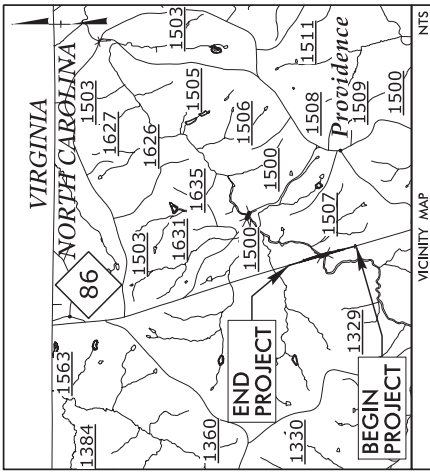 VIRGINIA
NORTH CAROLINA
86
1563
1384
1503
1627
1626
1503
1505
1506
1635
1631
1503
1500
1500
1511
1508
Providence
1509
1500
1507
1360
1330
1329
END
PROJECT
BEGIN
PROJECT
VICINITY MAP
NTS